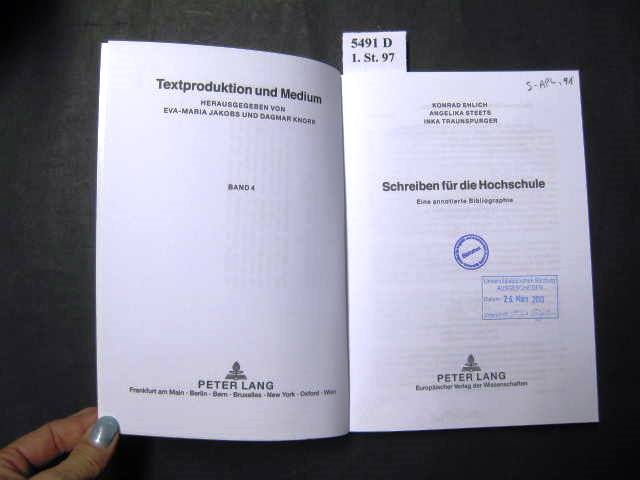 5491 D
1. St. 97
Textproduktion und Medium
HERAUSGEGEBEN VON
EVA-MARIA JAKOBS UND DAGMAR KNORR
BAND 4
PETER LANG
Frankfurt am Main · Berlin · Bern · Bruxelles · New York · Oxford · Wien
KONRAD EHLICH
ANGELIKA STEETS
INKA TRAUNSPURGER
Schreiben für die Hochschule
Eine annotierte Bibliographie
Bibliothek
AUSGESCHIEDEN
Datum: 26. März
PETER LANG
Europäischer Verlag der Wissenschaften